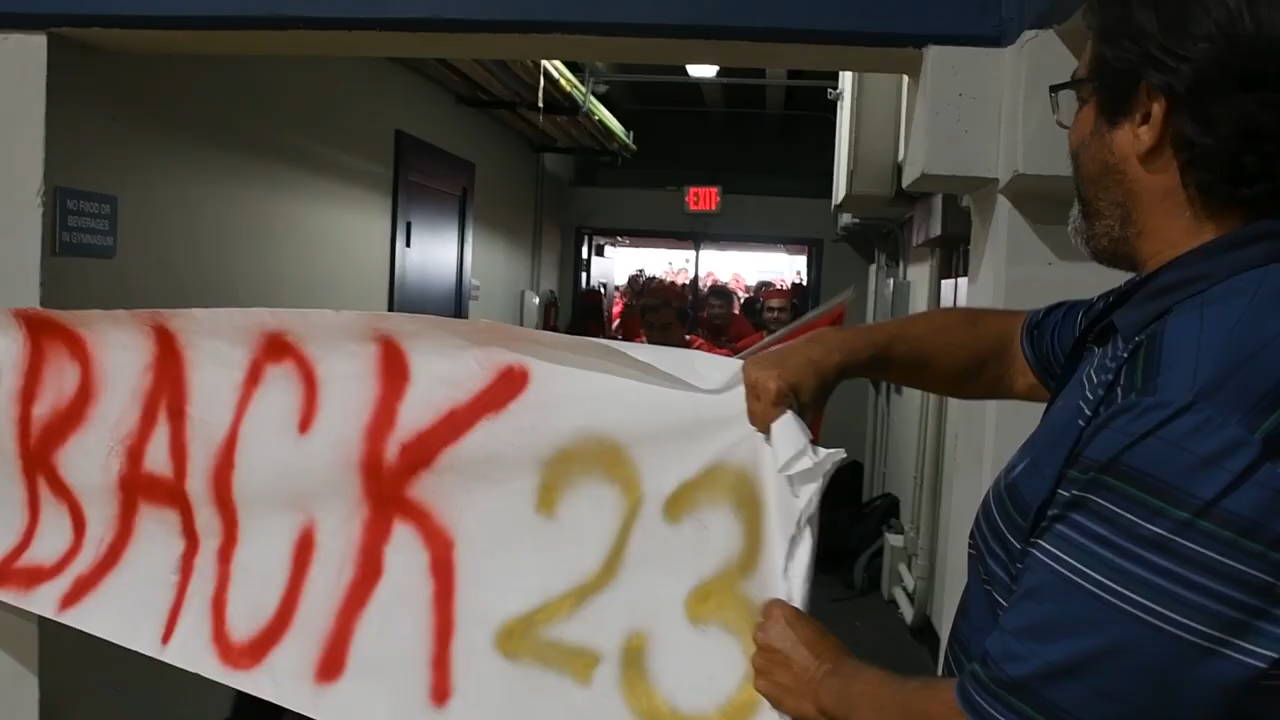 NO FOOD OR
BEVERAGES
IN GYMNASIUM
EXIT
BACK 23